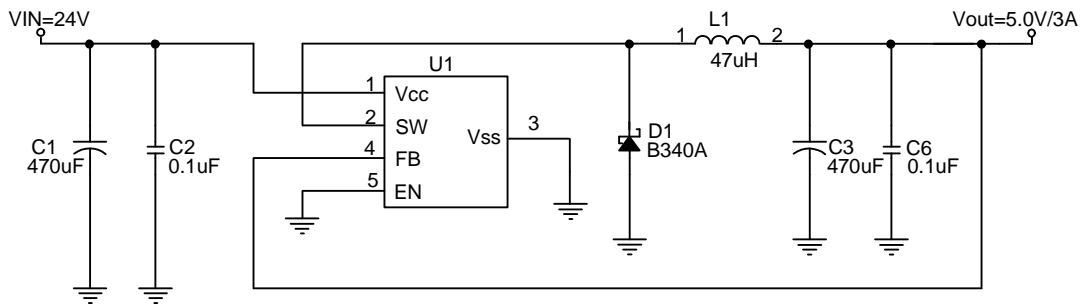 VIN=24V
L1
Vout=5.0V/3A
1
2
47uH
U1
1
Vcc
2
SW
Vss
3
4
FB
5
EN
C1
470uF
C2
0.1uF
D1
B340A
C3
470uF
C6
0.1uF